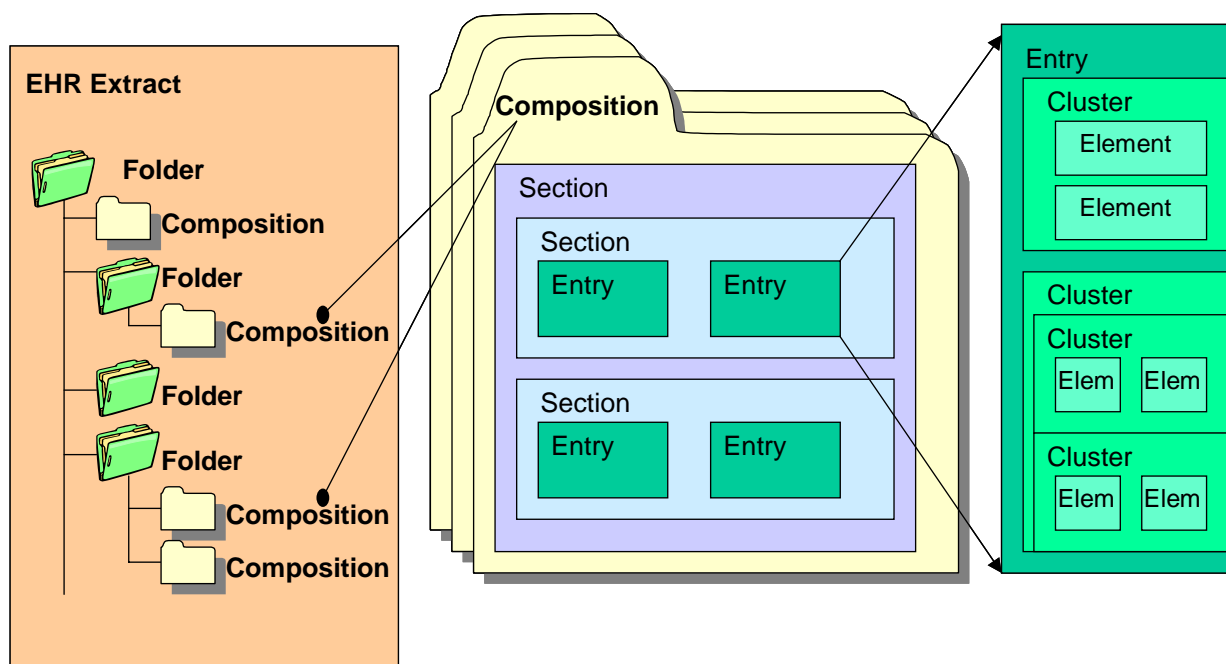 EHR Extract
Folder
Composition
Folder
Composition
Folder
Folder
Composition
Composition
Composition
Section
Section
Entry
Entry
Section
Entry
Entry
Entry
Cluster
Element
Element
Cluster
Cluster
Elem
Elem
Cluster
Elem
Elem